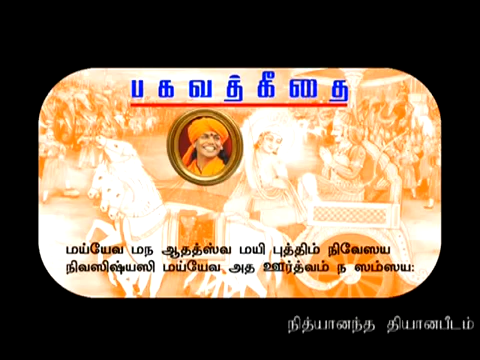 பகவத்கீதை
மய்யேவ மந ஆதத்ஸ்வ மயி புத்திம் நிவேஸய
நிவஸிஷ்யஸி மய்யேவ அத ஊர்த்வம் ந ஸம்ஸய:
நித்யானந்த தியானபீடம்